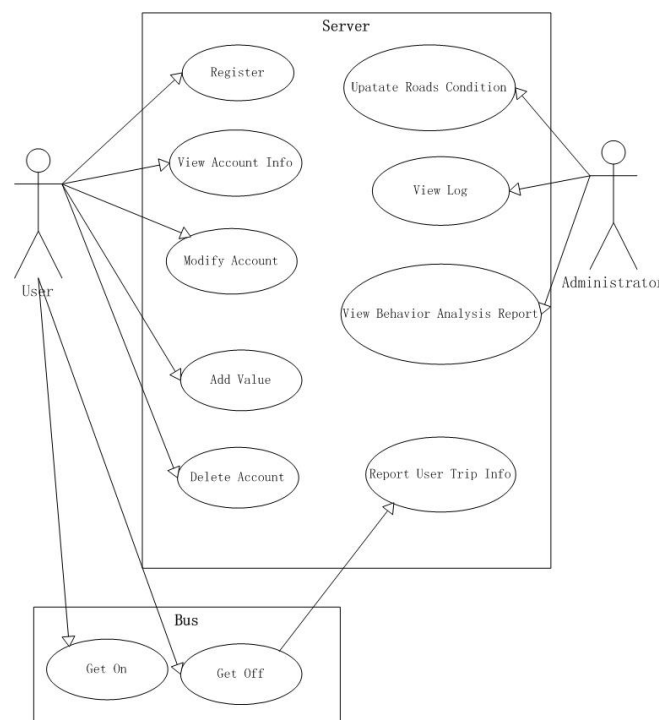 Server
Register
Upatate Roads Condition
View Account Info
View Log
Modify Account
User
Administrator
View Behavior Analysis Report
Add Value
Delete Account
Report User Trip Info
Bus
Get On
Get Off